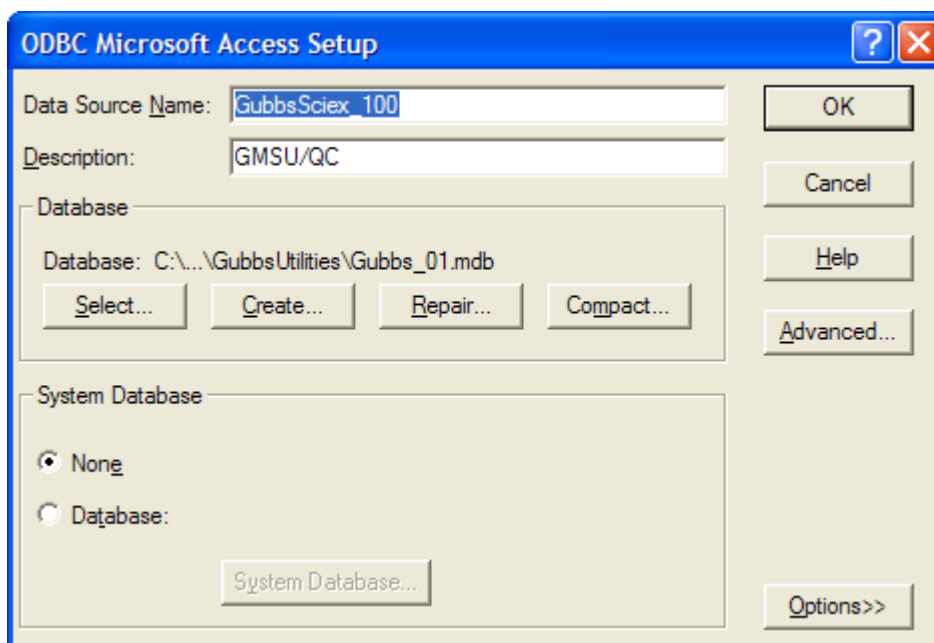 ODBC Microsoft Access Setup
Data Source Name: GubbsSciex_100
OK
Description: GMSU/QC
Cancel
Database
Database: C:\...\GubbsUtilities\Gubbs_01.mdb
Help
Select... Create... Repair... Compact...
Advanced...
System Database
None
Database:
System Database...
Options>>